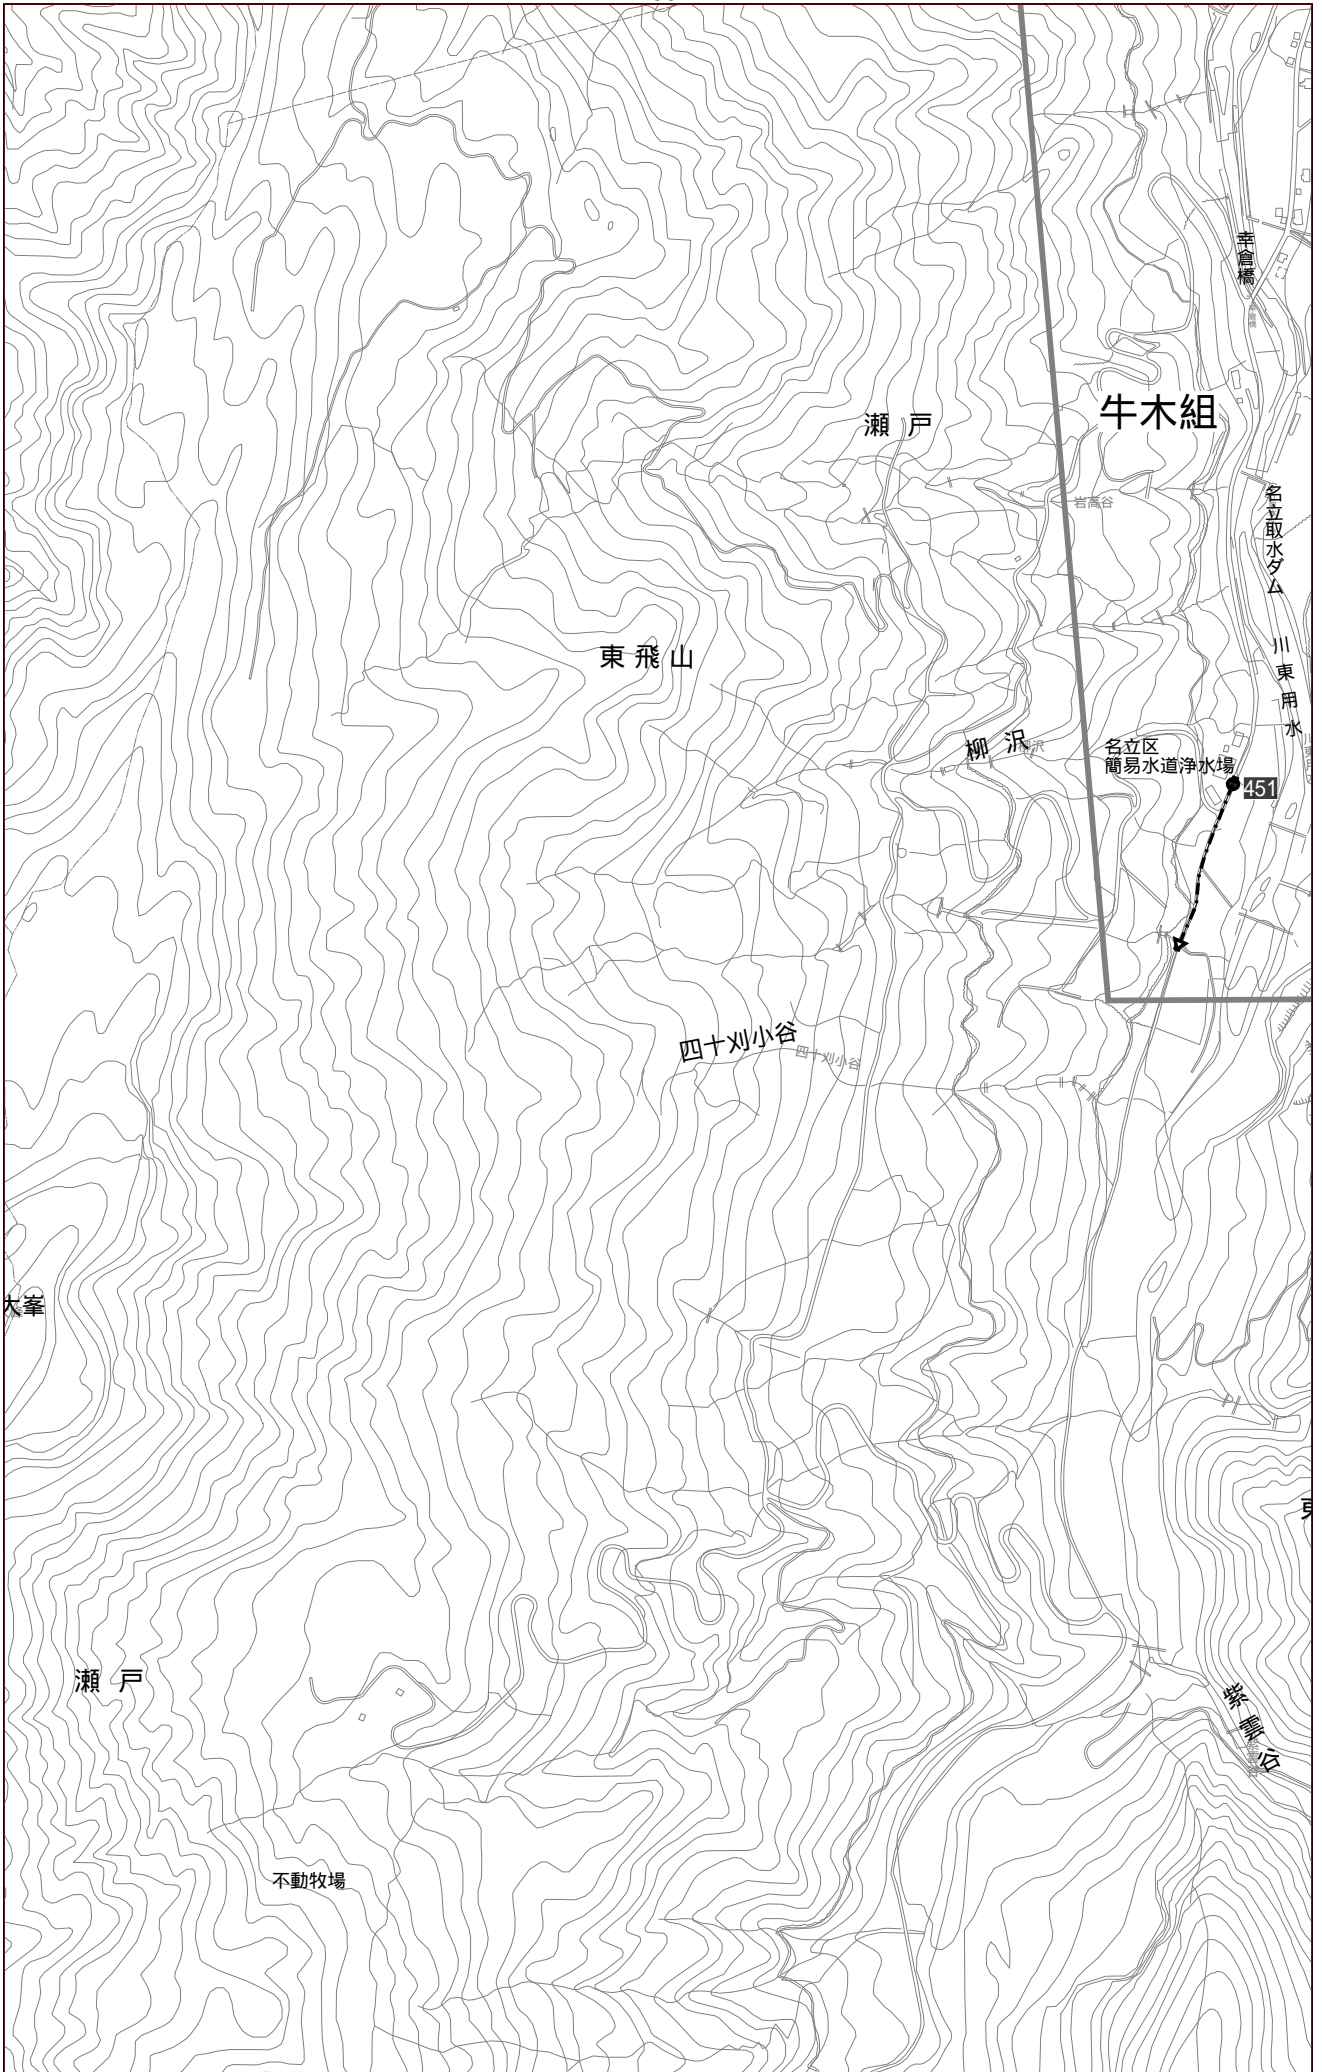 幸倉橋
瀬戸
牛木組
岩高谷
名立取水ダム
東飛山
川東用水
柳沢
柳沢
名立区
簡易水道浄水場
451
四十刈小谷
四十刈小谷
大峯
瀬戸
紫雲谷
不動牧場